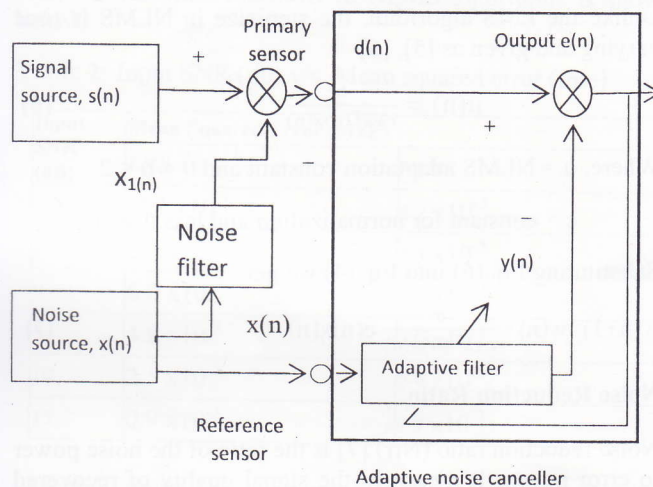 Signal
source, s(n)
+
Primary
sensor
d(n)
Output e(n)
+
−
X1(n)
Noise
filter
−
y(n)
Noise
source, x(n)
x(n)
Adaptive filter
Reference
sensor
Adaptive noise canceller